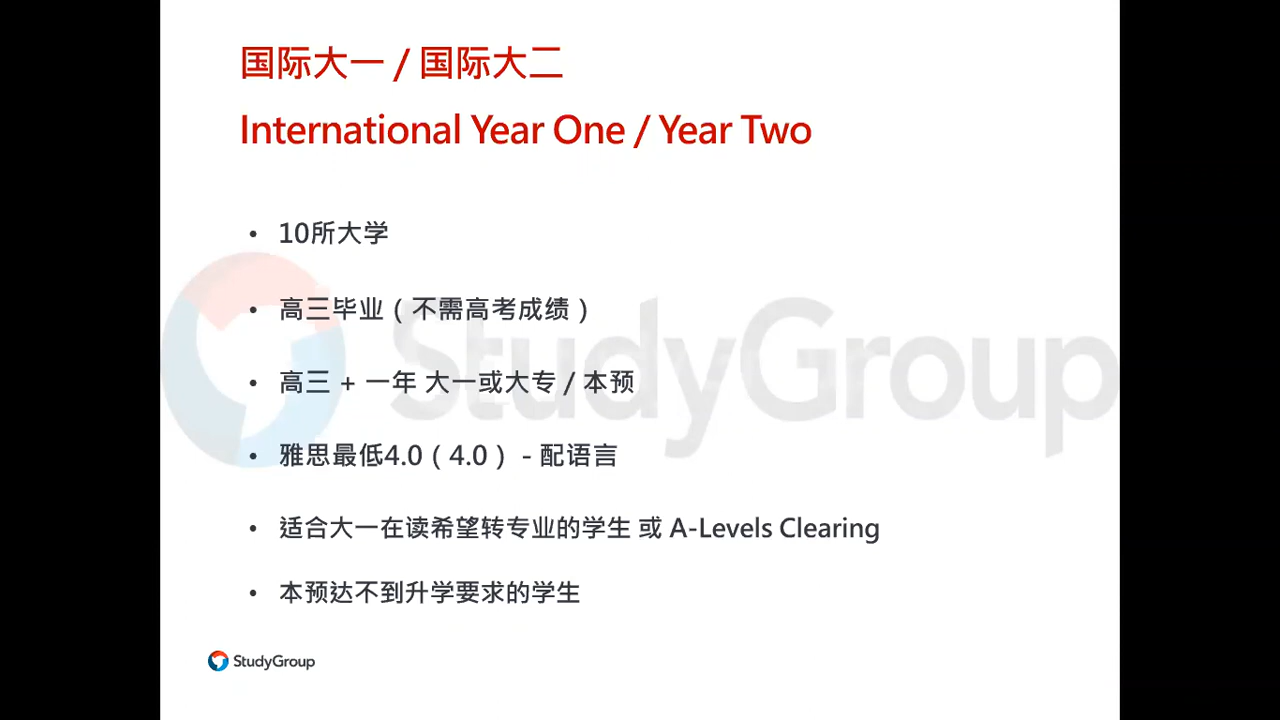 国际大一 / 国际大二
International Year One / Year Two
• 10所大学
• 高三毕业（不需高考成绩）
• 高三 + 一年 大一或大专 / 本预
• 雅思最低4.0（4.0） - 配语言
• 适合大一在读希望转专业的学生 或 A-Levels Clearing
• 本预达不到升学要求的学生
StudyGroup
StudyGroup